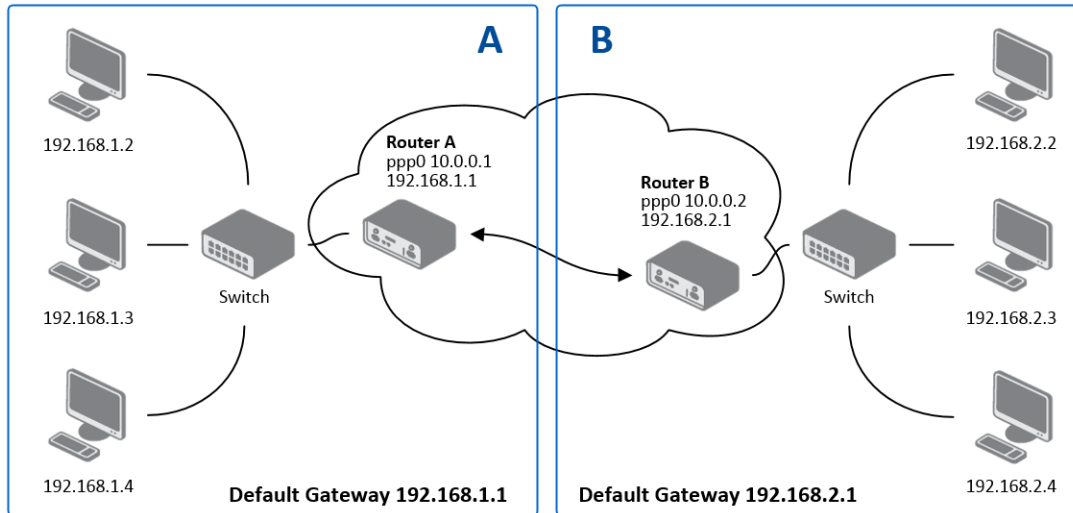 A
B
192.168.1.2
192.168.1.3
192.168.1.4
Switch
Router A
ppp0 10.0.0.1
192.168.1.1
Router B
ppp0 10.0.0.2
192.168.2.1
Switch
192.168.2.2
192.168.2.3
192.168.2.4
Default Gateway 192.168.1.1
Default Gateway 192.168.2.1